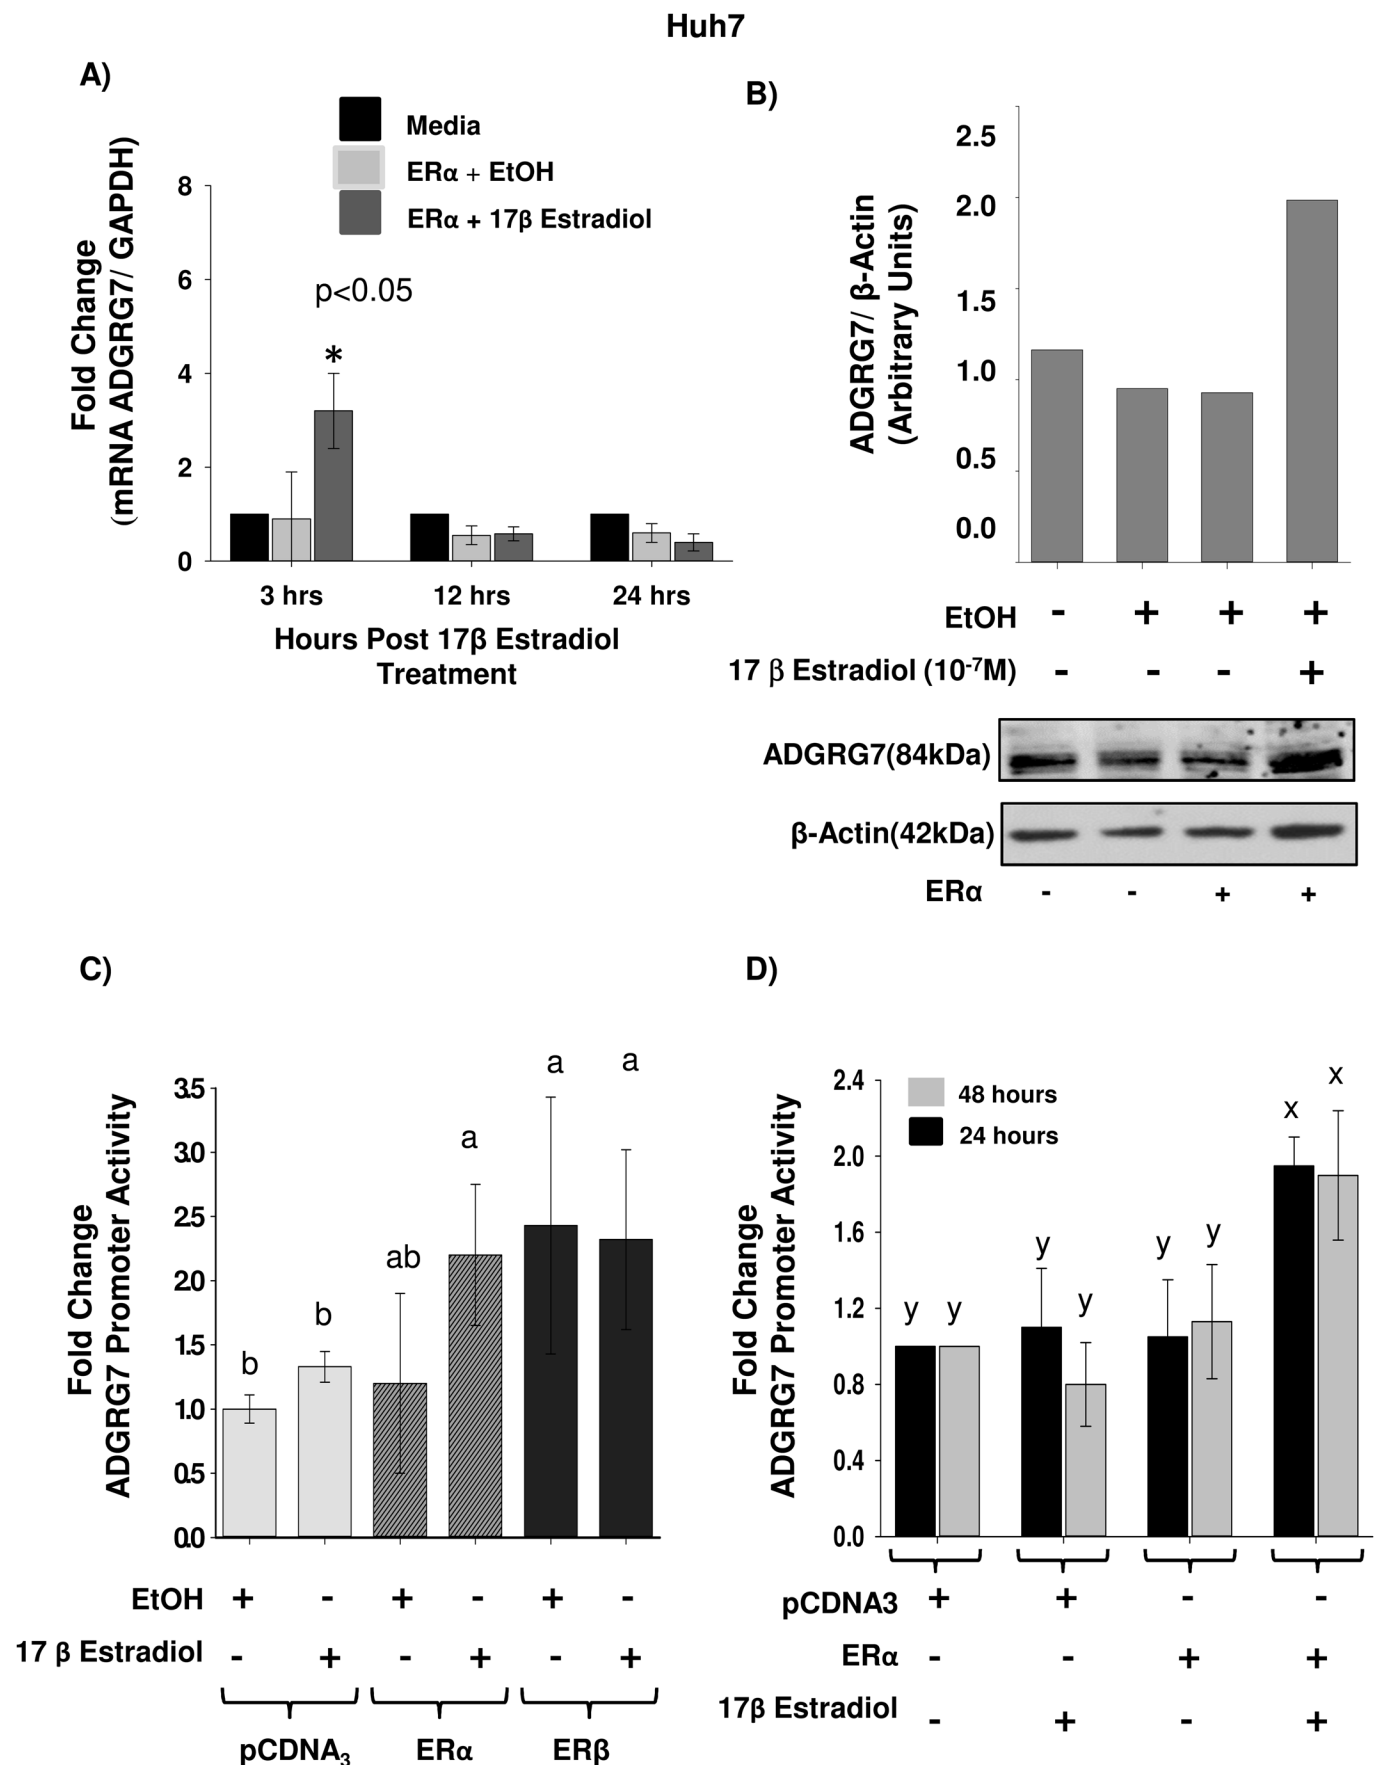 Huh7
A)
Media
ERα + EtOH
ERα + 17β Estradiol
Fold Change
(mRNA ADGRG7/ GAPDH)
8
6
4
2
0
p<0.05
*
3 hrs
12 hrs
24 hrs
Hours Post 17β Estradiol
Treatment
B)
ADGRG7/ β-Actin
(Arbitrary Units)
2.5
2.0
1.5
1.0
0.5
0.0
EtOH - + + +
17 β Estradiol (10-7M) - - - +
ADGRG7(84kDa)
β-Actin(42kDa)
ERα - - + +
C)
Fold Change
ADGRG7 Promoter Activity
3.5
3.0
2.5
2.0
1.5
1.0
0.5
0.0
b
b
ab
a
a
a
EtOH + - + - + -
17 β Estradiol - + - + - +
pCDNA3
ERα
ERβ
D)
48 hours
24 hours
Fold Change
ADGRG7 Promoter Activity
2.4
2.0
1.6
1.2
0.8
0.4
0.0
y
y
y
y
y
y
x
x
pCDNA3 + + - -
ERα - - + +
17β Estradiol - + - +